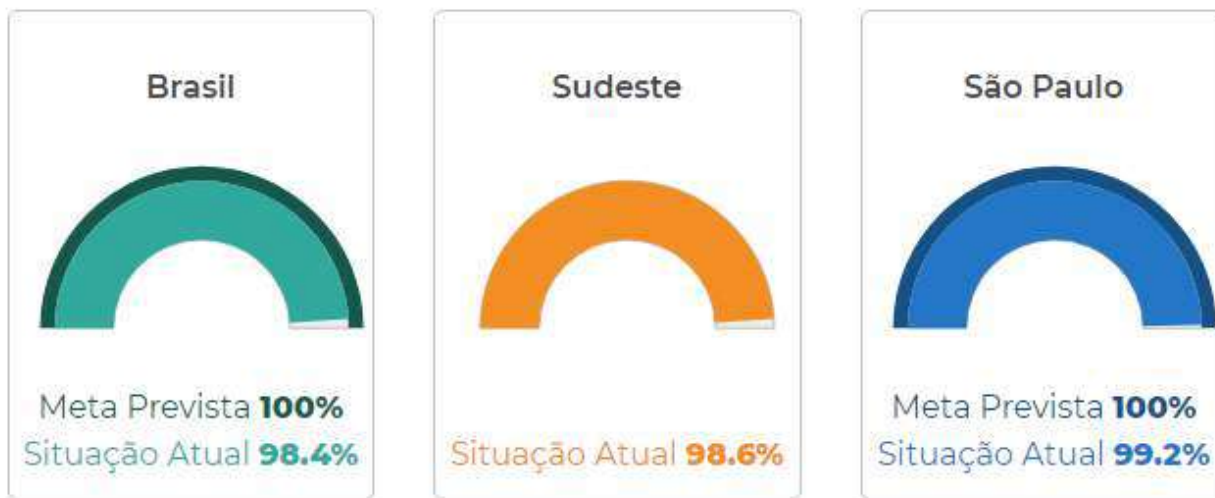 Brasil
Meta Prevista 100%
Situação Atual 98.4%
Sudeste
Situação Atual 98.6%
São Paulo
Meta Prevista 100%
Situação Atual 99.2%